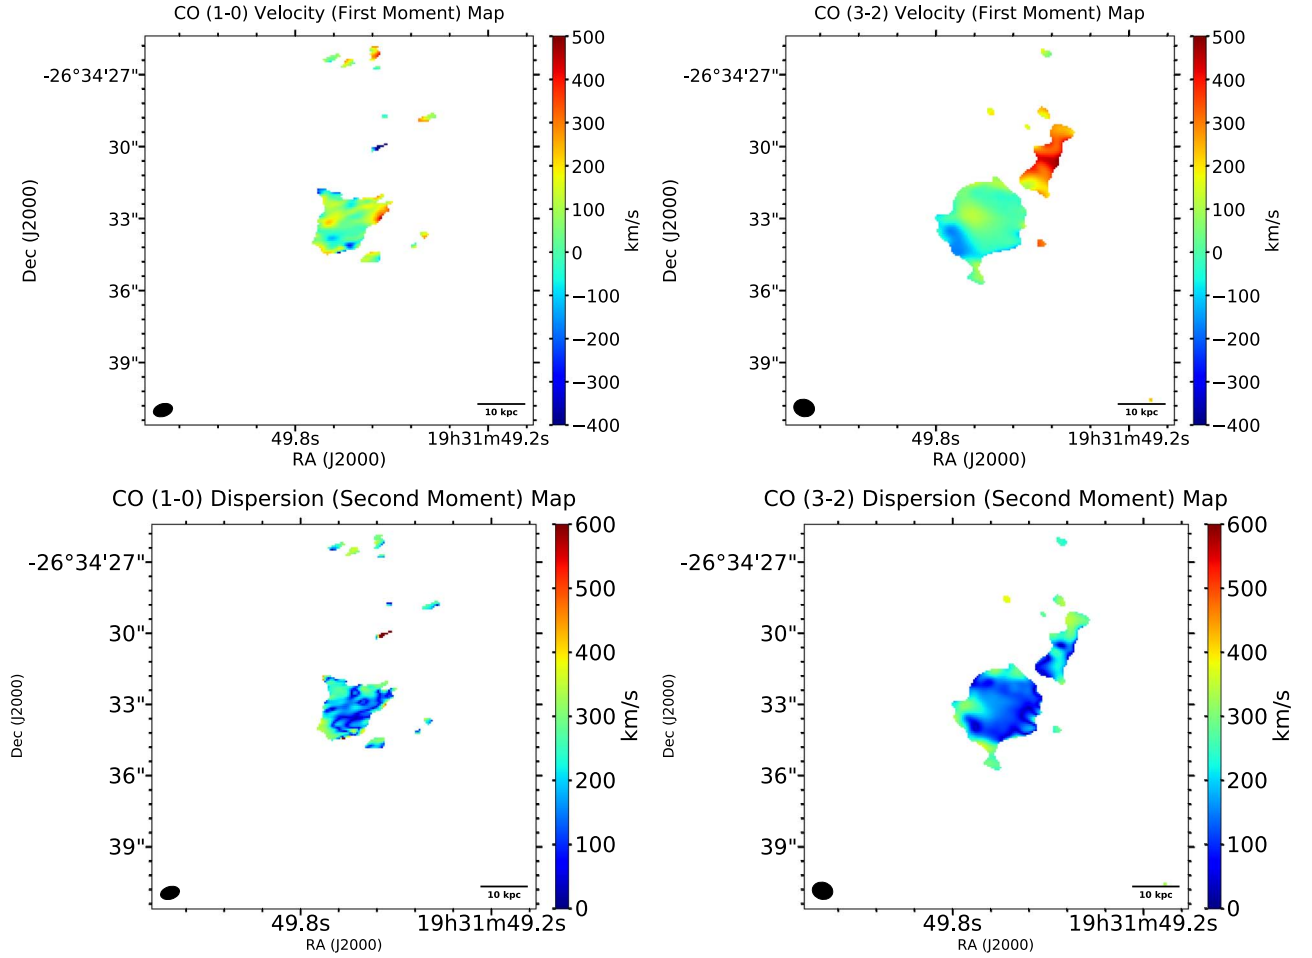 CO (1-0) Velocity (First Moment) Map
-26°34'27"
30"
33"
36"
39"
Dec (J2000)
49.8s
19h31m49.2s
RA (J2000)
10 kpc
500
400
300
200
100
0
−100
−200
−300
−400
km/s
CO (3-2) Velocity (First Moment) Map
-26°34'27"
30"
33"
36"
39"
Dec (J2000)
49.8s
19h31m49.2s
RA (J2000)
10 kpc
500
400
300
200
100
0
−100
−200
−300
−400
km/s
CO (1-0) Dispersion (Second Moment) Map
-26°34'27"
30"
33"
36"
39"
Dec (J2000)
49.8s
19h31m49.2s
RA (J2000)
10 kpc
600
500
400
300
200
100
0
km/s
CO (3-2) Dispersion (Second Moment) Map
-26°34'27"
30"
33"
36"
39"
Dec (J2000)
49.8s
19h31m49.2s
RA (J2000)
10 kpc
600
500
400
300
200
100
0
km/s